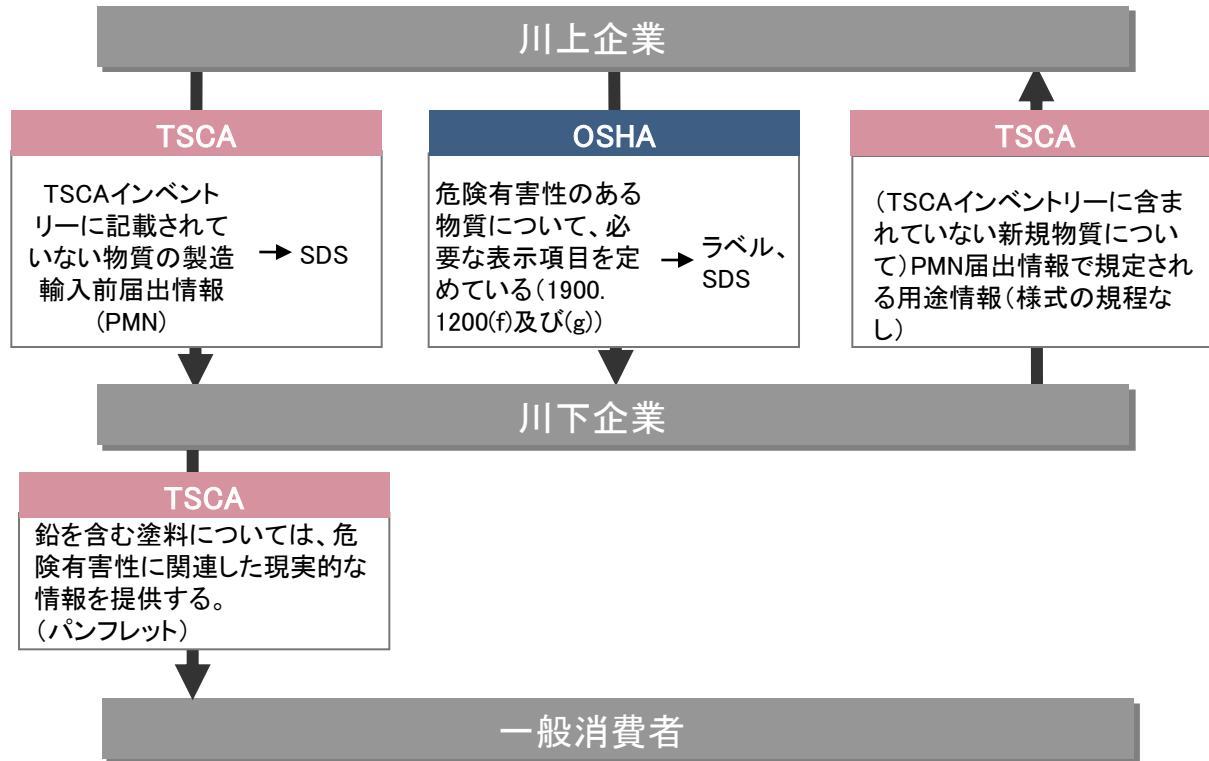 川上企業
TSCA
TSCAインベント
リーに記載されて
いない物質の製造
輸入前届出情報
(PMN)
SDS
OSHA
危険有害性のある
物質について、必
要な表示項目を定
めている(1900.
1200(f)及び(g))
ラベル、
SDS
TSCA
(TSCAインベントリーに含ま
れていない新規物質につい
て)PMN届出情報で規定され
る用途情報(様式の規程な
し)
川下企業
TSCA
鉛を含む塗料については、危
険有害性に関連した現実的な
情報を提供する。
(パンフレット)
一般消費者